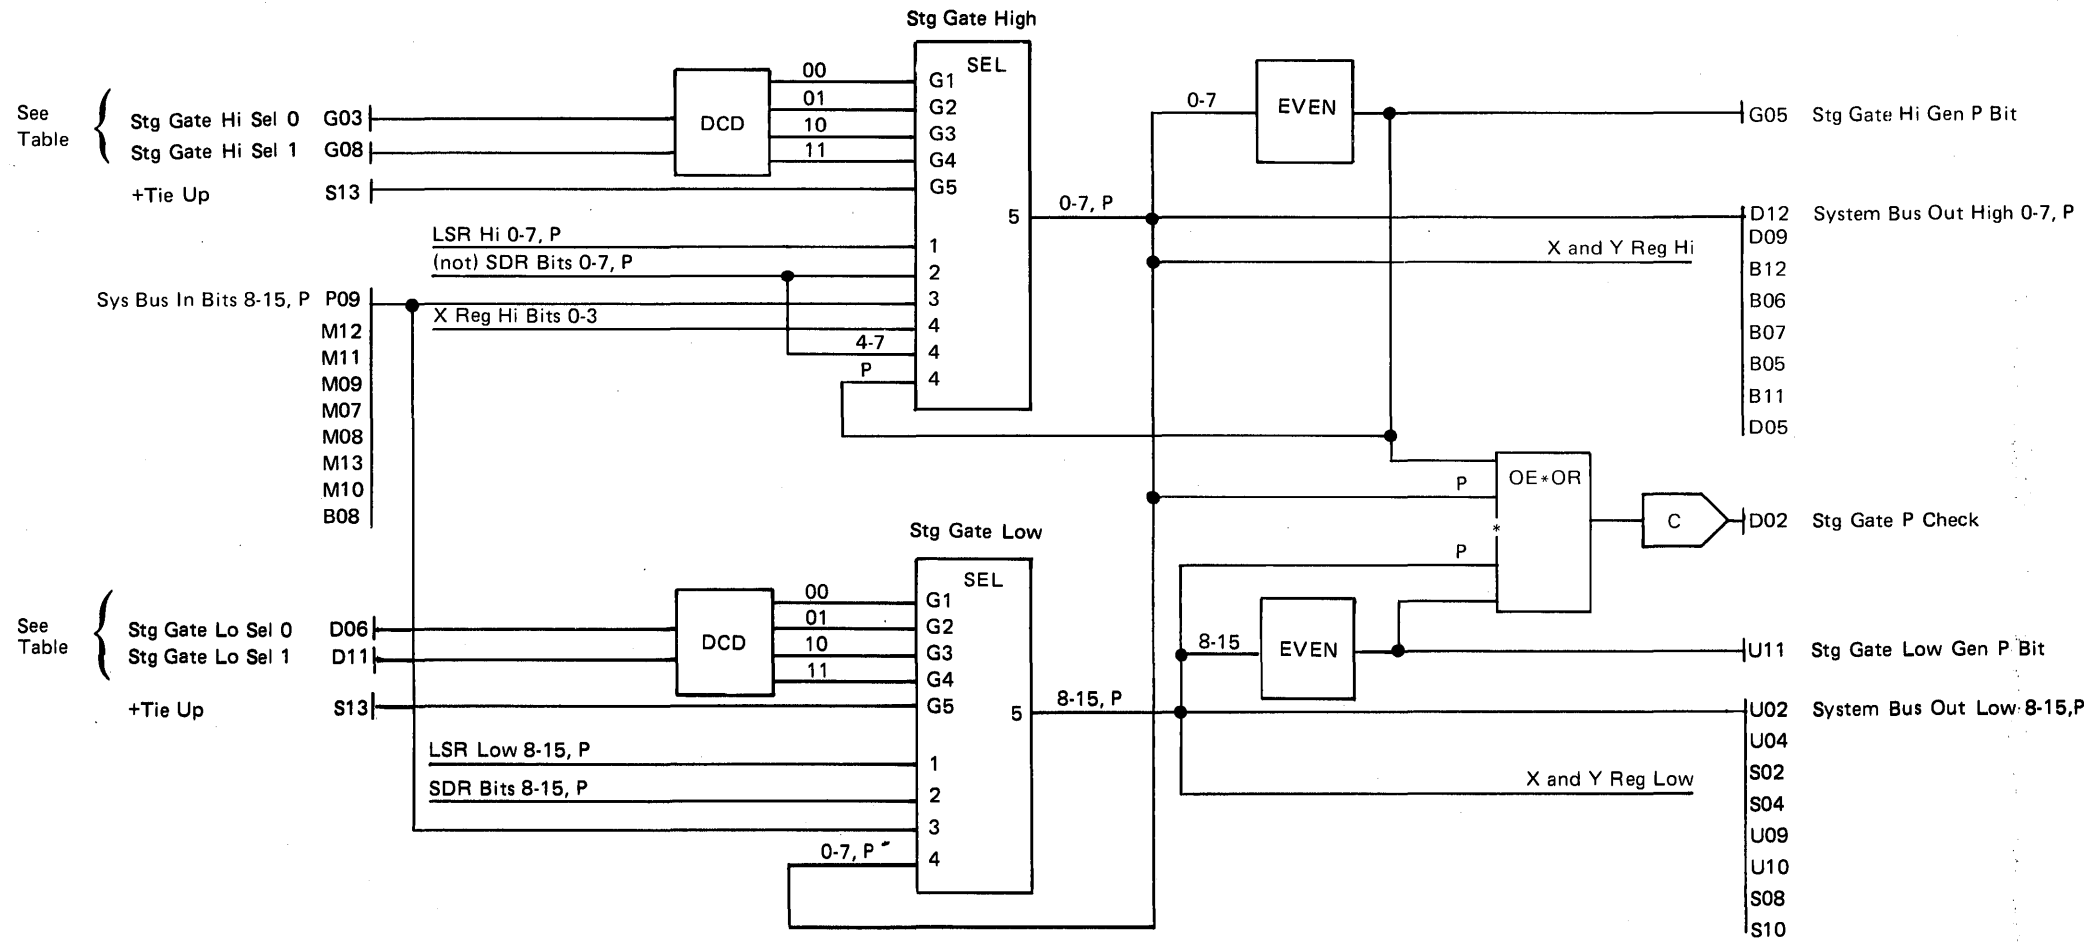 Stg Gate High
SEL
See
Table
Stg Gate Hi Sel 0 G03
Stg Gate Hi Sel 1 G08
+Tie Up S13
DCD
00
01
10
11
G1
G2
G3
G4
G5
5
LSR Hi 0-7, P
1
(not) SDR Bits 0-7, P
2
Sys Bus In Bits 8-15, P P09
3
X Reg Hi Bits 0-3
4
4-7
4
P
4
M12
M11
M09
M07
M08
M13
M10
B08
0-7, P
0-7
EVEN
G05 Stg Gate Hi Gen P Bit
D12 System Bus Out High 0-7, P
D09
X and Y Reg Hi
B12
B06
B07
B05
B11
D05
OE*OR
P
*
P
C
D02 Stg Gate P Check
Stg Gate Low
SEL
See
Table
Stg Gate Lo Sel 0 D06
Stg Gate Lo Sel 1 D11
+Tie Up S13
DCD
00
01
10
11
G1
G2
G3
G4
G5
5
LSR Low 8-15, P
1
SDR Bits 8-15, P
2
3
0-7, P
4
8-15, P
8-15
EVEN
U11 Stg Gate Low Gen P Bit
U02 System Bus Out Low 8-15,P
U04
X and Y Reg Low
S02
S04
U09
U10
S08
S10